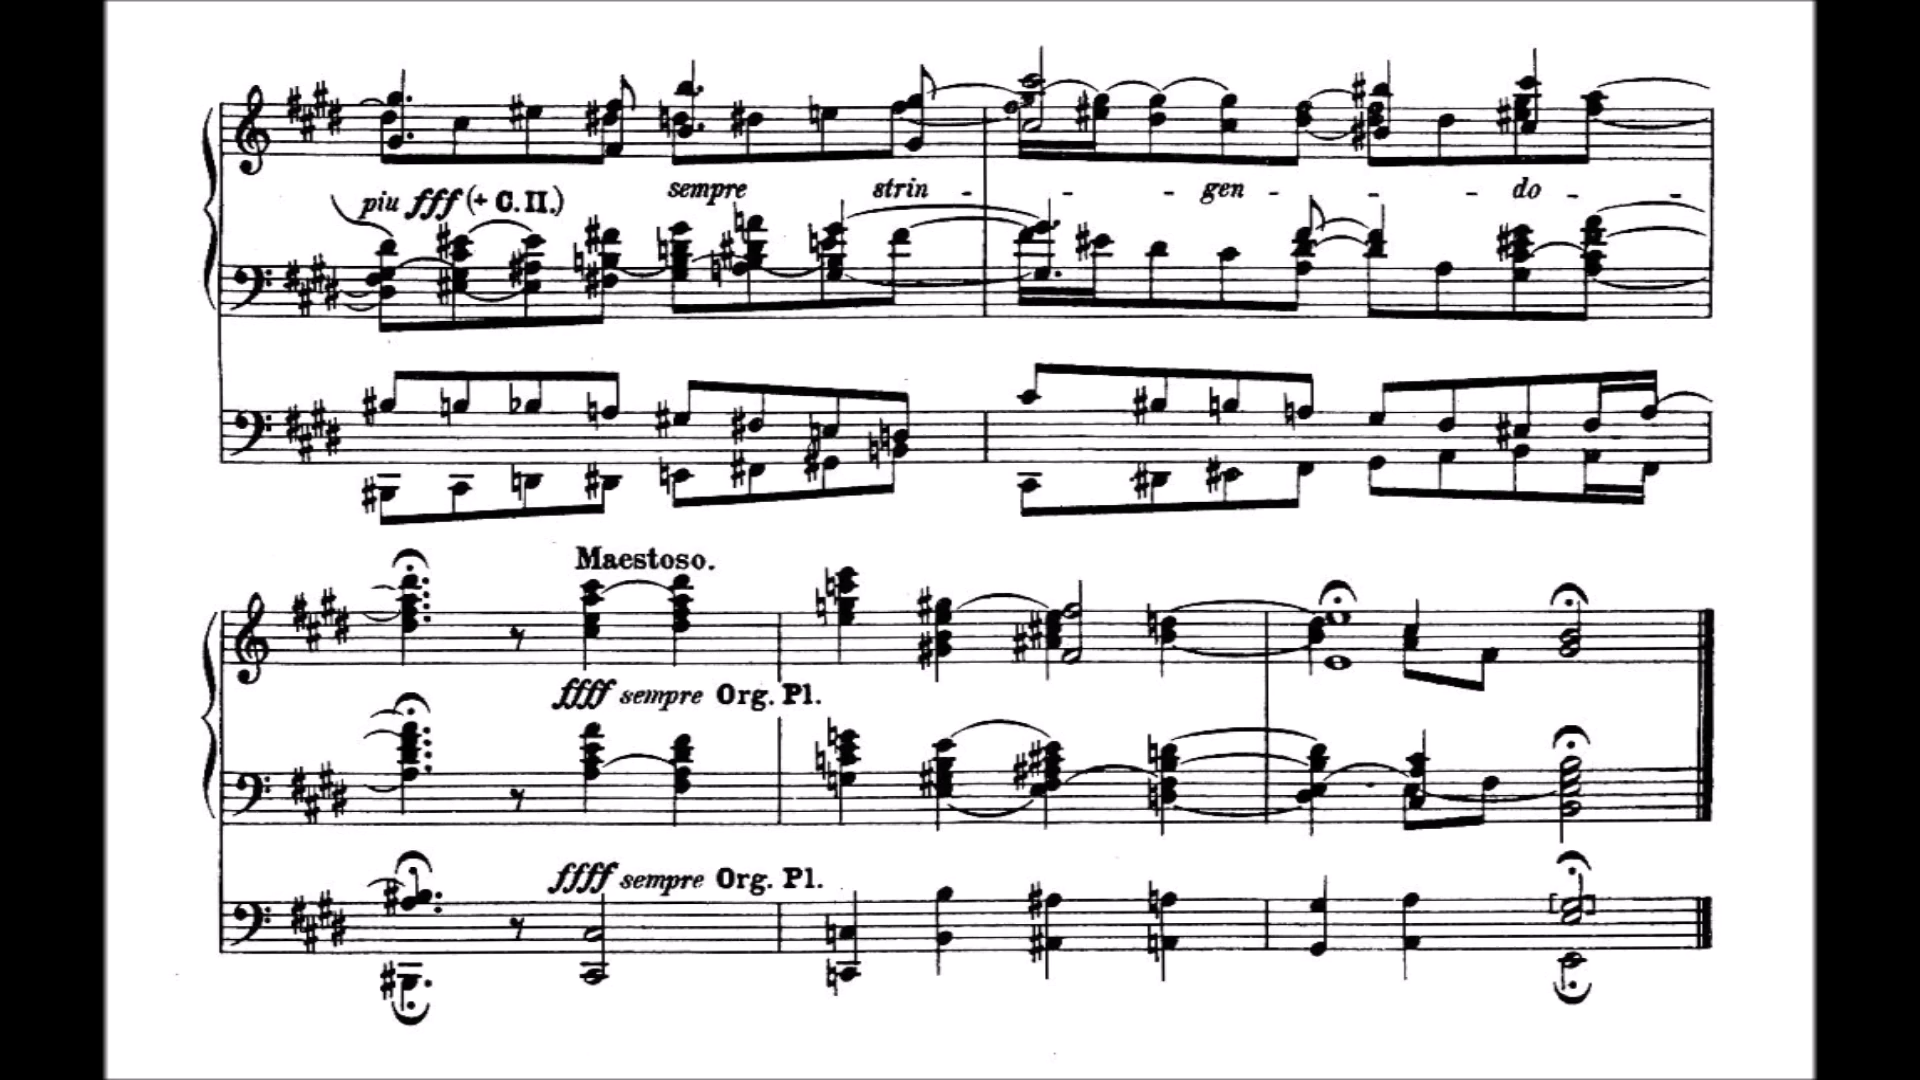 piu fff (+ C. II.) sempre strin - - - gen - - - do - -
Maestoso.
ffff sempre Org. Pl.
ffff sempre Org. Pl.